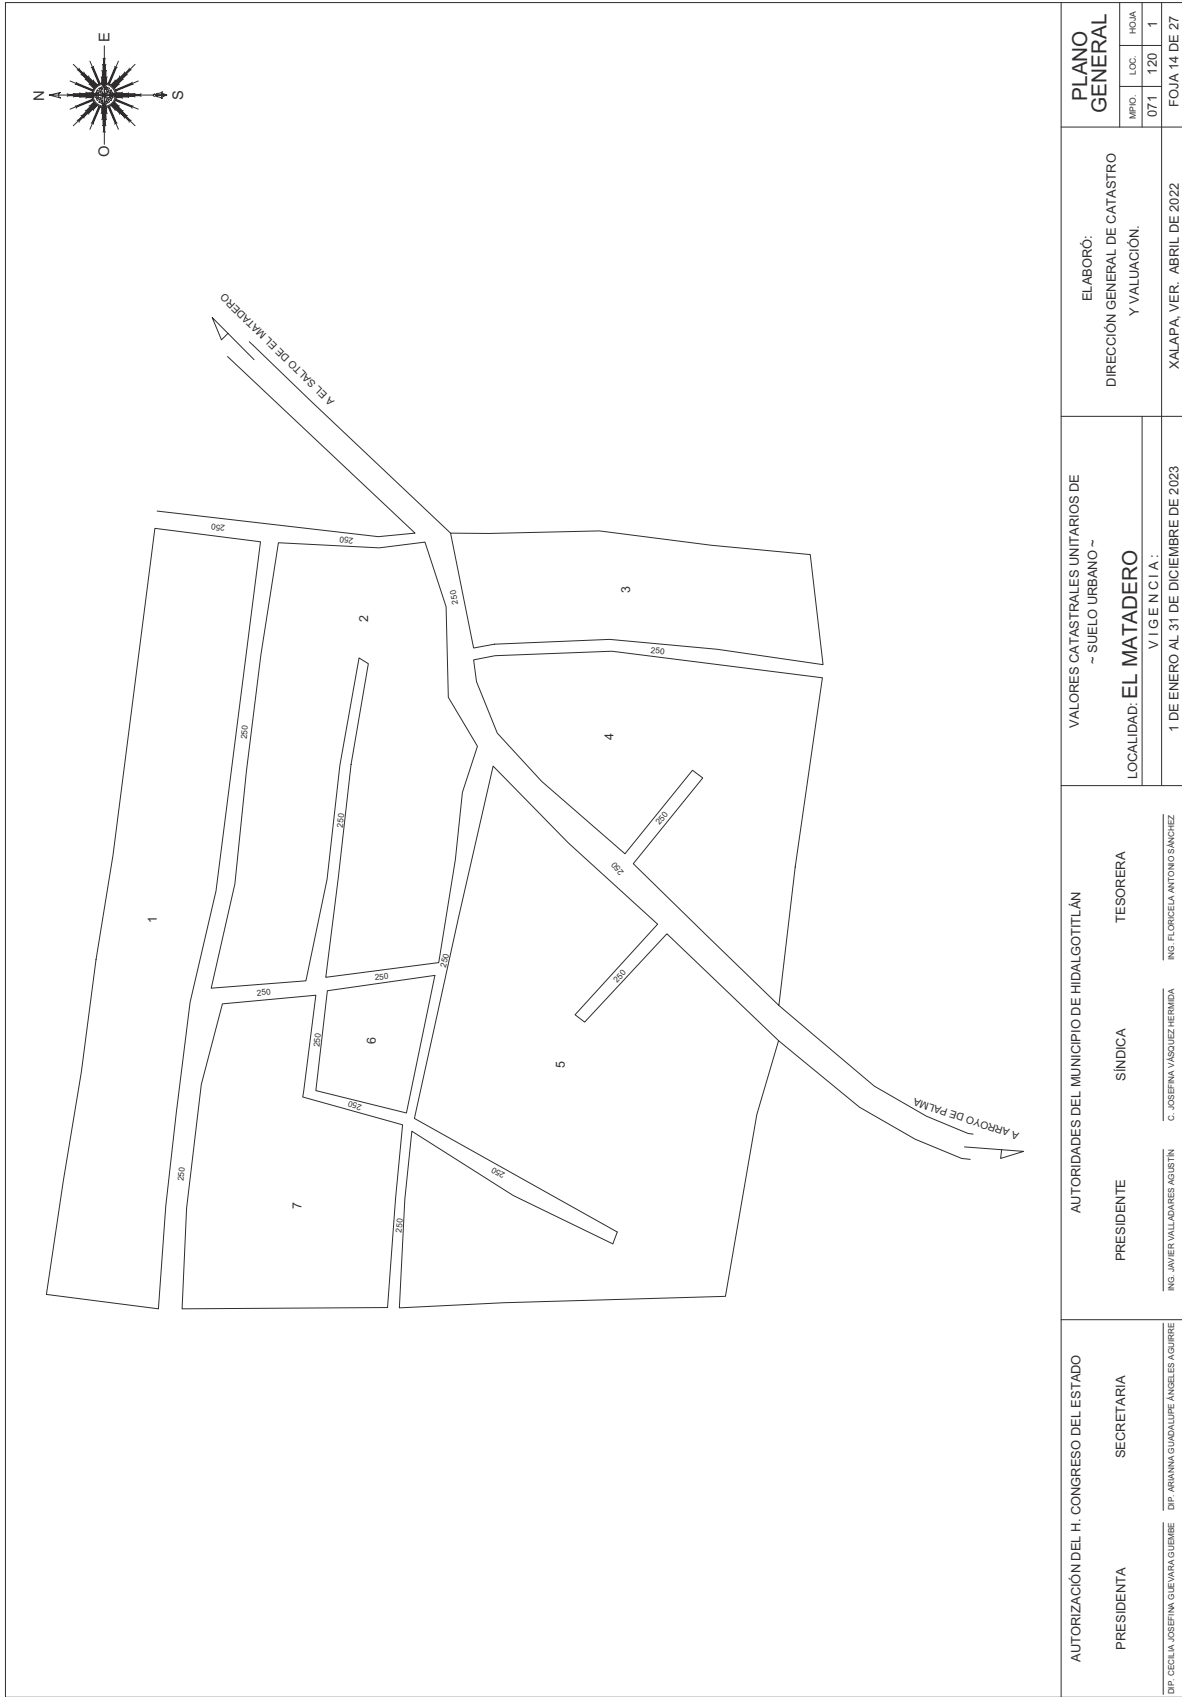 N
O
E
S
A EL SALTO DE EL MATADERO
250
250
250
250
1
2
3
250
250
250
4
250
250
250
250
250
250
250
6
5
250
250
250
7
250
250
A ARROYO DE PALMA
AUTORIZACIÓN DEL H. CONGRESO DEL ESTADO
PRESIDENTA
SECRETARIA
DIP. CECILIA JOSEFINA GUEVARA GUEMBE
DIP. ARIANNA GUADALUPE ÁNGELES AGUIRRE
AUTORIDADES DEL MUNICIPIO DE HIDALGOTITLÁN
PRESIDENTE
SÍNDICA
TESORERA
ING. JAVIER VALLADARES AGUSTÍN
C. JOSEFINA VÁSQUEZ HERMIDA
ING. FLORICELA ANTONIO SÁNCHEZ
VALORES CATASTRALES UNITARIOS DE
~ SUELO URBANO ~
LOCALIDAD: EL MATADERO
V I G E N C I A :
1 DE ENERO AL 31 DE DICIEMBRE DE 2023
ELABORÓ:
DIRECCIÓN GENERAL DE CATASTRO
Y VALUACIÓN.
XALAPA, VER. ABRIL DE 2022
PLANO
GENERAL
MPIO. LOC. HOJA
071 120 1
FOJA 14 DE 27